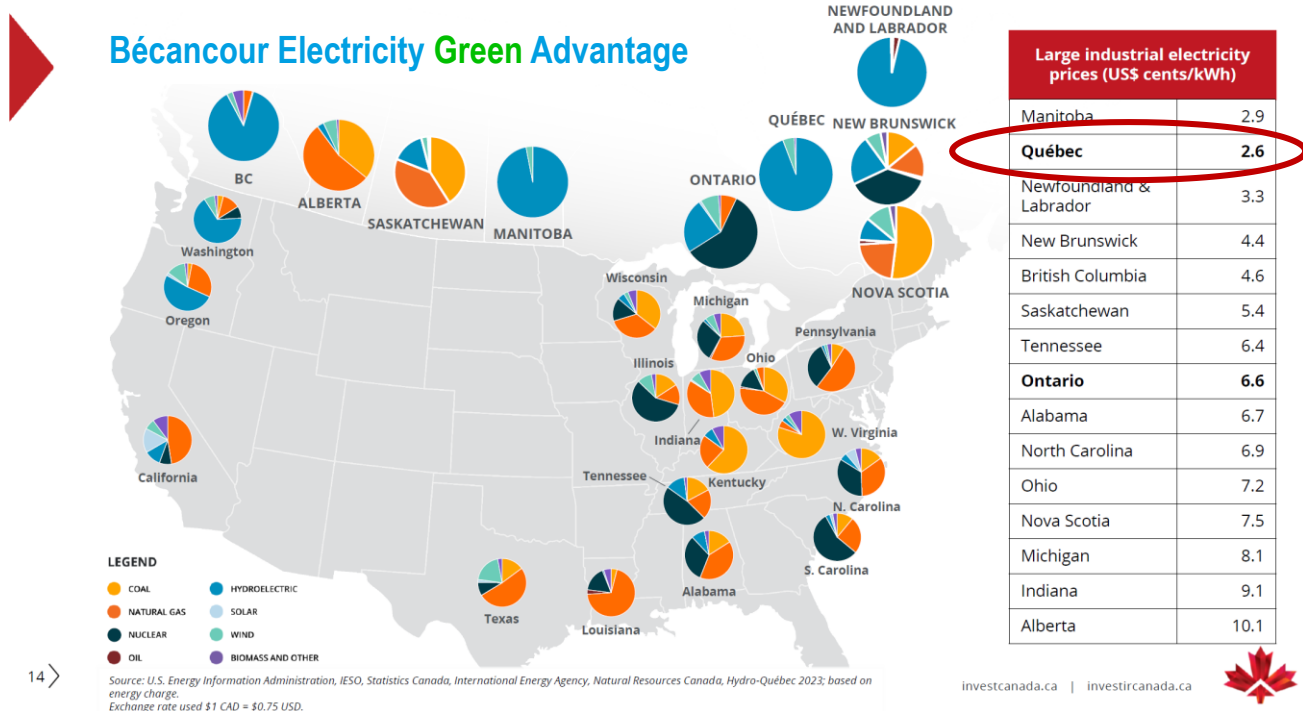 Bécancour Electricity Green Advantage
NEWFOUNDLAND
AND LABRADOR
QUÉBEC
NEW BRUNSWICK
BC
ALBERTA
SASKATCHEWAN
MANITOBA
ONTARIO
NOVA SCOTIA
Washington
Oregon
California
Wisconsin
Michigan
Pennsylvania
Illinois
Ohio
Indiana
W. Virginia
Kentucky
Tennessee
N. Carolina
S. Carolina
Alabama
Texas
Louisiana
LEGEND
COAL
HYDROELECTRIC
NATURAL GAS
SOLAR
NUCLEAR
WIND
OIL
BIOMASS AND OTHER
Large industrial electricity
prices (US$ cents/kWh)
Manitoba 2.9
Québec 2.6
Newfoundland &
Labrador 3.3
New Brunswick 4.4
British Columbia 4.6
Saskatchewan 5.4
Tennessee 6.4
Ontario 6.6
Alabama 6.7
North Carolina 6.9
Ohio 7.2
Nova Scotia 7.5
Michigan 8.1
Indiana 9.1
Alberta 10.1
14
Source: U.S. Energy Information Administration, IESO, Statistics Canada, International Energy Agency, Natural Resources Canada, Hydro-Québec 2023; based on
energy charge.
Exchange rate used $1 CAD = $0.75 USD.
investcanada.ca | investircanada.ca